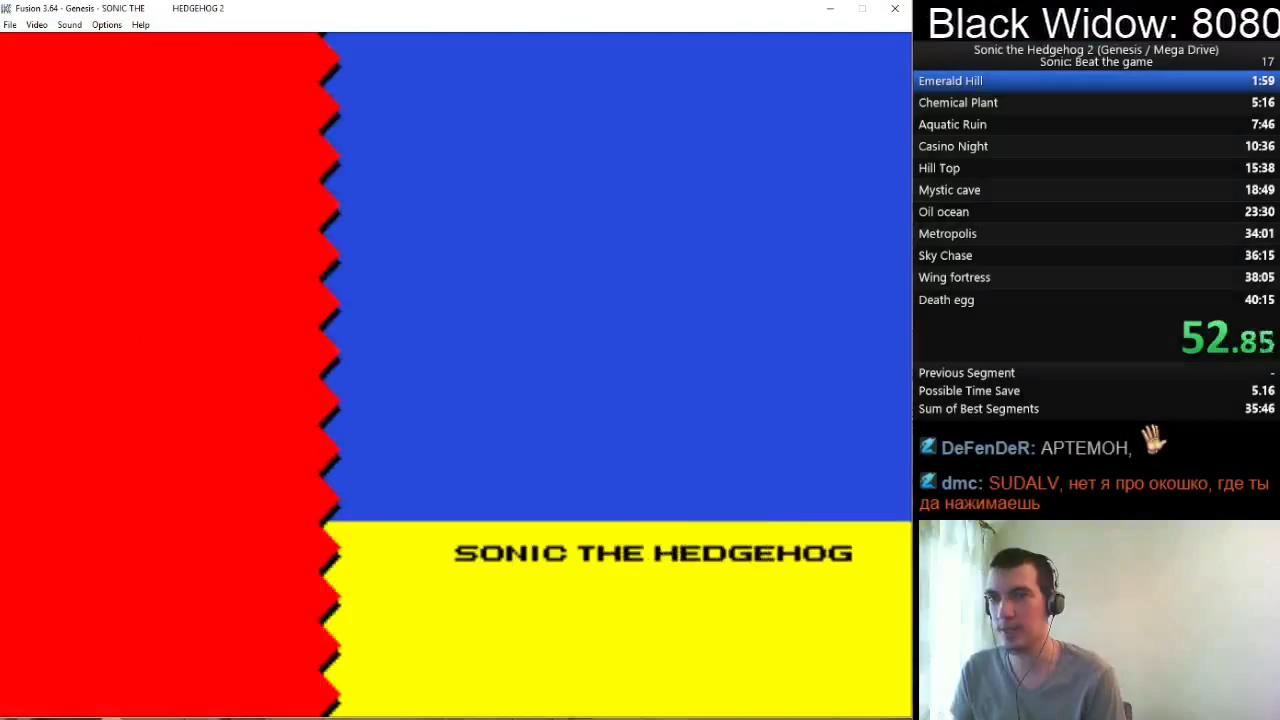 Fusion 3.64 - Genesis - SONIC THE HEDGEHOG 2
File Video Sound Options Help
SONIC THE HEDGEHOG
Black Widow: 8080
Sonic the Hedgehog 2 (Genesis / Mega Drive)
Sonic: Beat the game 17
Emerald Hill 1:59
Chemical Plant 5:16
Aquatic Ruin 7:46
Casino Night 10:36
Hill Top 15:38
Mystic cave 18:49
Oil ocean 23:30
Metropolis 34:01
Sky Chase 36:15
Wing fortress 38:05
Death egg 40:15
52.85
Previous Segment -
Possible Time Save 5.16
Sum of Best Segments 35:46
DeFenDeR: АРТЕМОН,
dmc: SUDALV, нет я про окошко, где ты
да нажимаешь